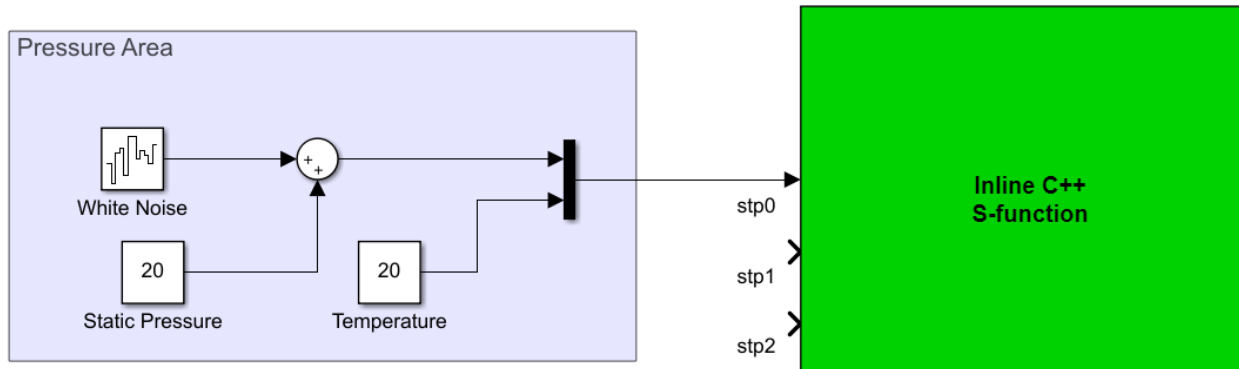 Pressure Area
+
+
White Noise
20
Static Pressure
20
Temperature
stp0
stp1
stp2
Inline C++
S-function